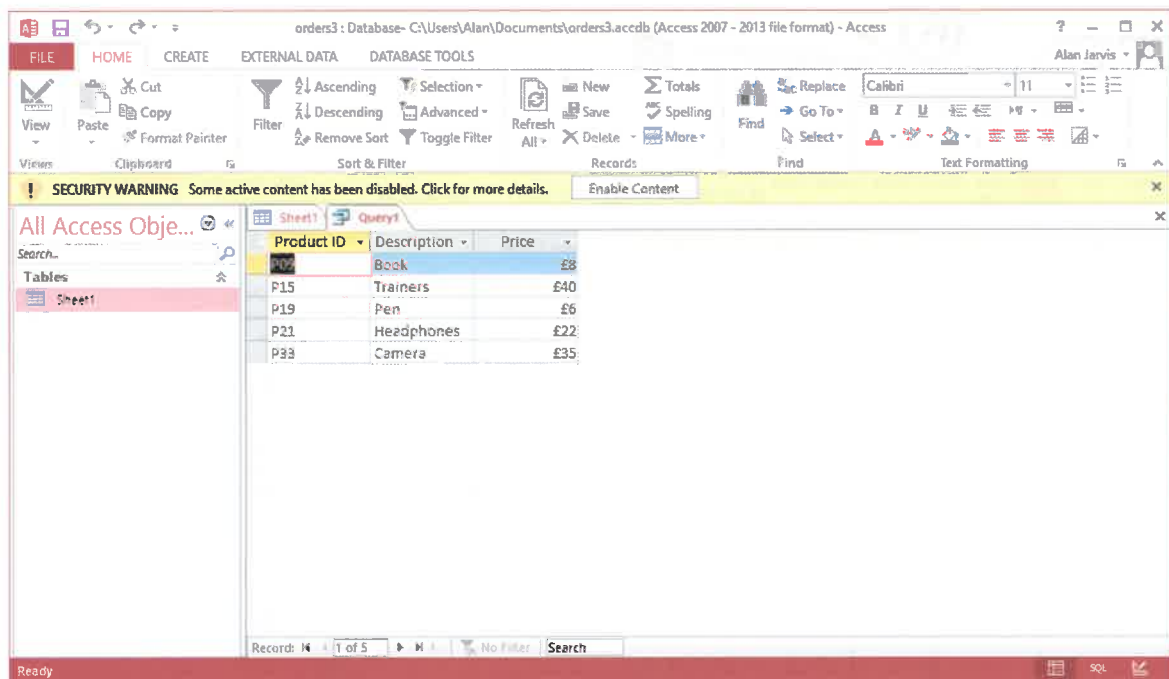 orders3 : Database- C:\Users\Alan\Documents\orders3.accdb (Access 2007 - 2013 file format) - Access
FILE HOME CREATE EXTERNAL DATA DATABASE TOOLS Alan Jarvis
View Paste Cut Copy Format Painter
Filter Ascending Descending Remove Sort Selection Advanced Toggle Filter
Refresh All New Save Delete Totals Spelling More
Find Replace Go To Select Calibri 11
B I U A
Views Clipboard Sort & Filter Records Find Text Formatting
! SECURITY WARNING Some active content has been disabled. Click for more details. Enable Content
All Access Obje...
Search...
Tables
Sheet1
Sheet1 Query1
Product ID Description Price
P09 Book £8
P15 Trainers £40
P19 Pen £6
P21 Headphones £22
P33 Camera £35
Record: 1 of 5 No Filter Search
Ready SQL